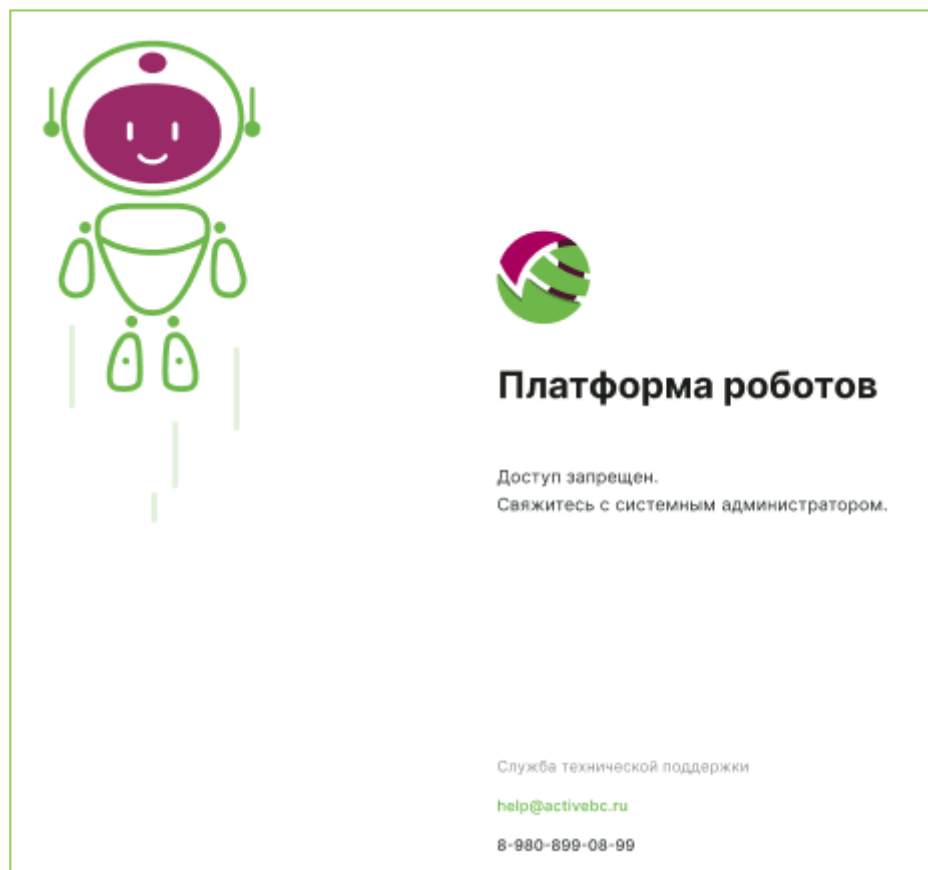 Платформа роботов
Доступ запрещен.
Свяжитесь с системным администратором.
Служба технической поддержки
help@activebc.ru
8-980-899-08-99